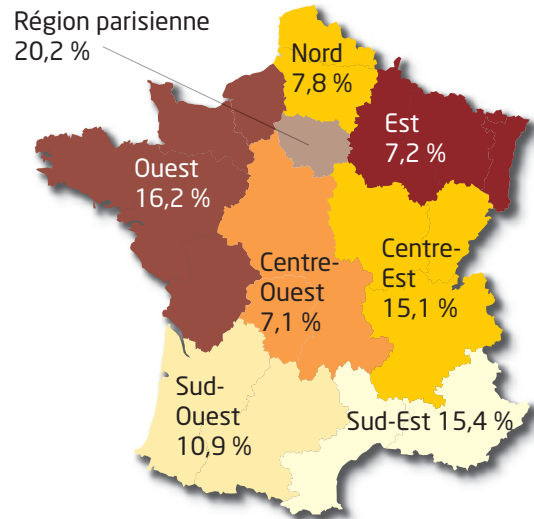 Région parisienne
20,2 %
Nord
7,8 %
Est
7,2 %
Ouest
16,2 %
Centre-
Ouest
7,1 %
Centre-
Est
15,1 %
Sud-
Ouest
10,9 %
Sud-Est 15,4 %